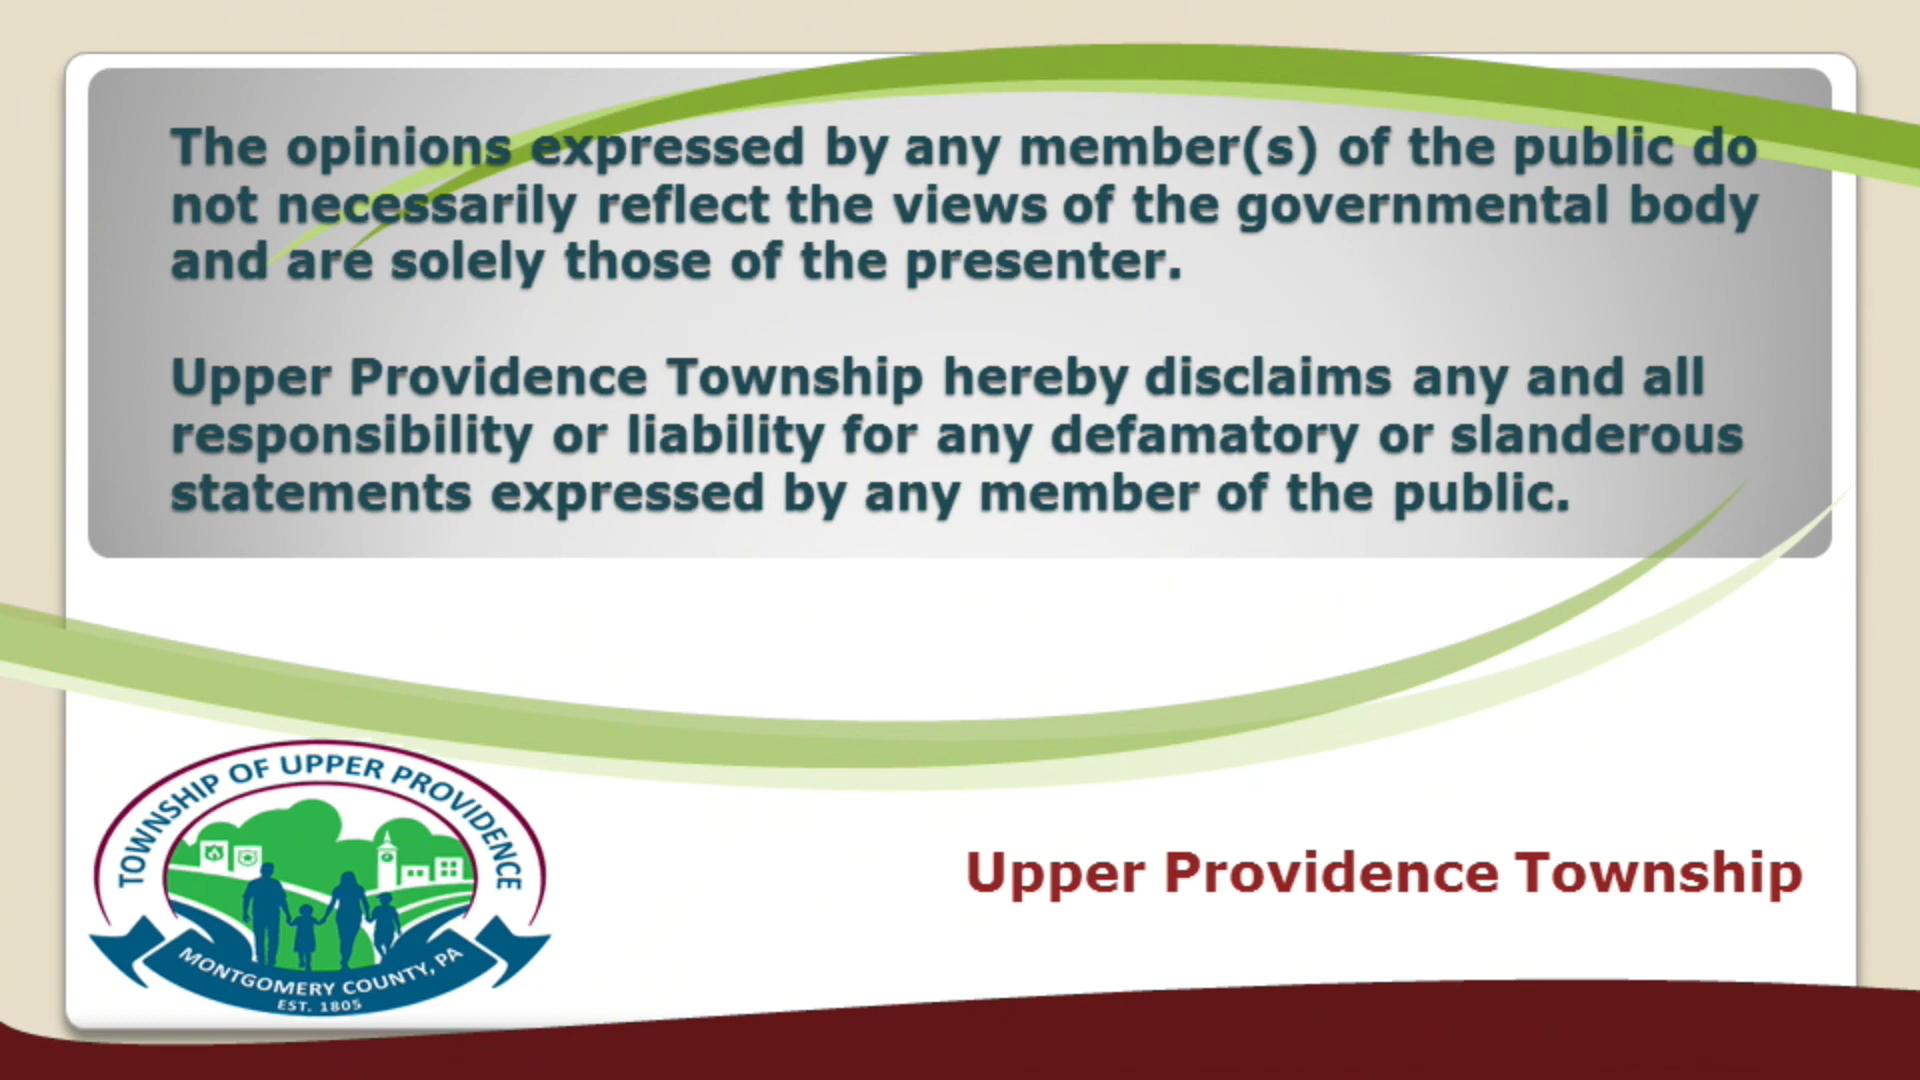 The opinions expressed by any member(s) of the public do
not necessarily reflect the views of the governmental body
and are solely those of the presenter.
Upper Providence Township hereby disclaims any and all
responsibility or liability for any defamatory or slanderous
statements expressed by any member of the public.
TOWNSHIP OF UPPER PROVIDENCE
MONTGOMERY COUNTY, PA
EST. 1805
Upper Providence Township